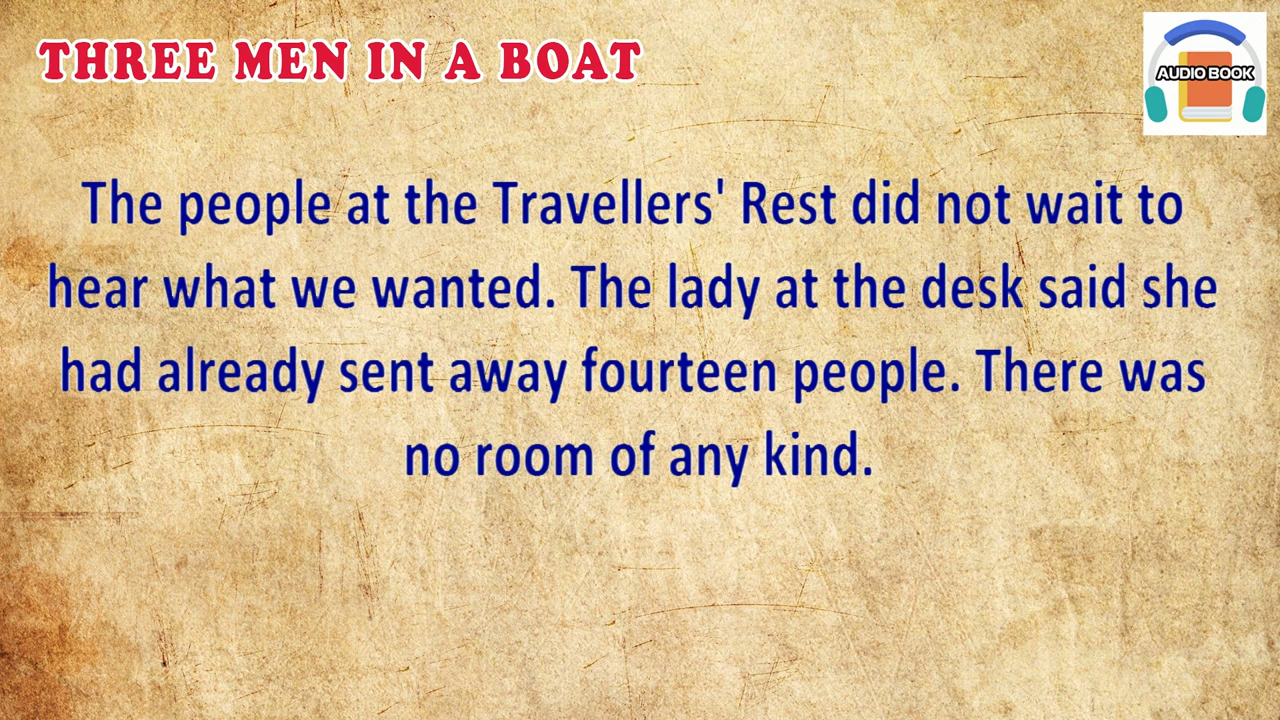 THREE MEN IN A BOAT
AUDIO BOOK
The people at the Travellers' Rest did not wait to
hear what we wanted. The lady at the desk said she
had already sent away fourteen people. There was
no room of any kind.